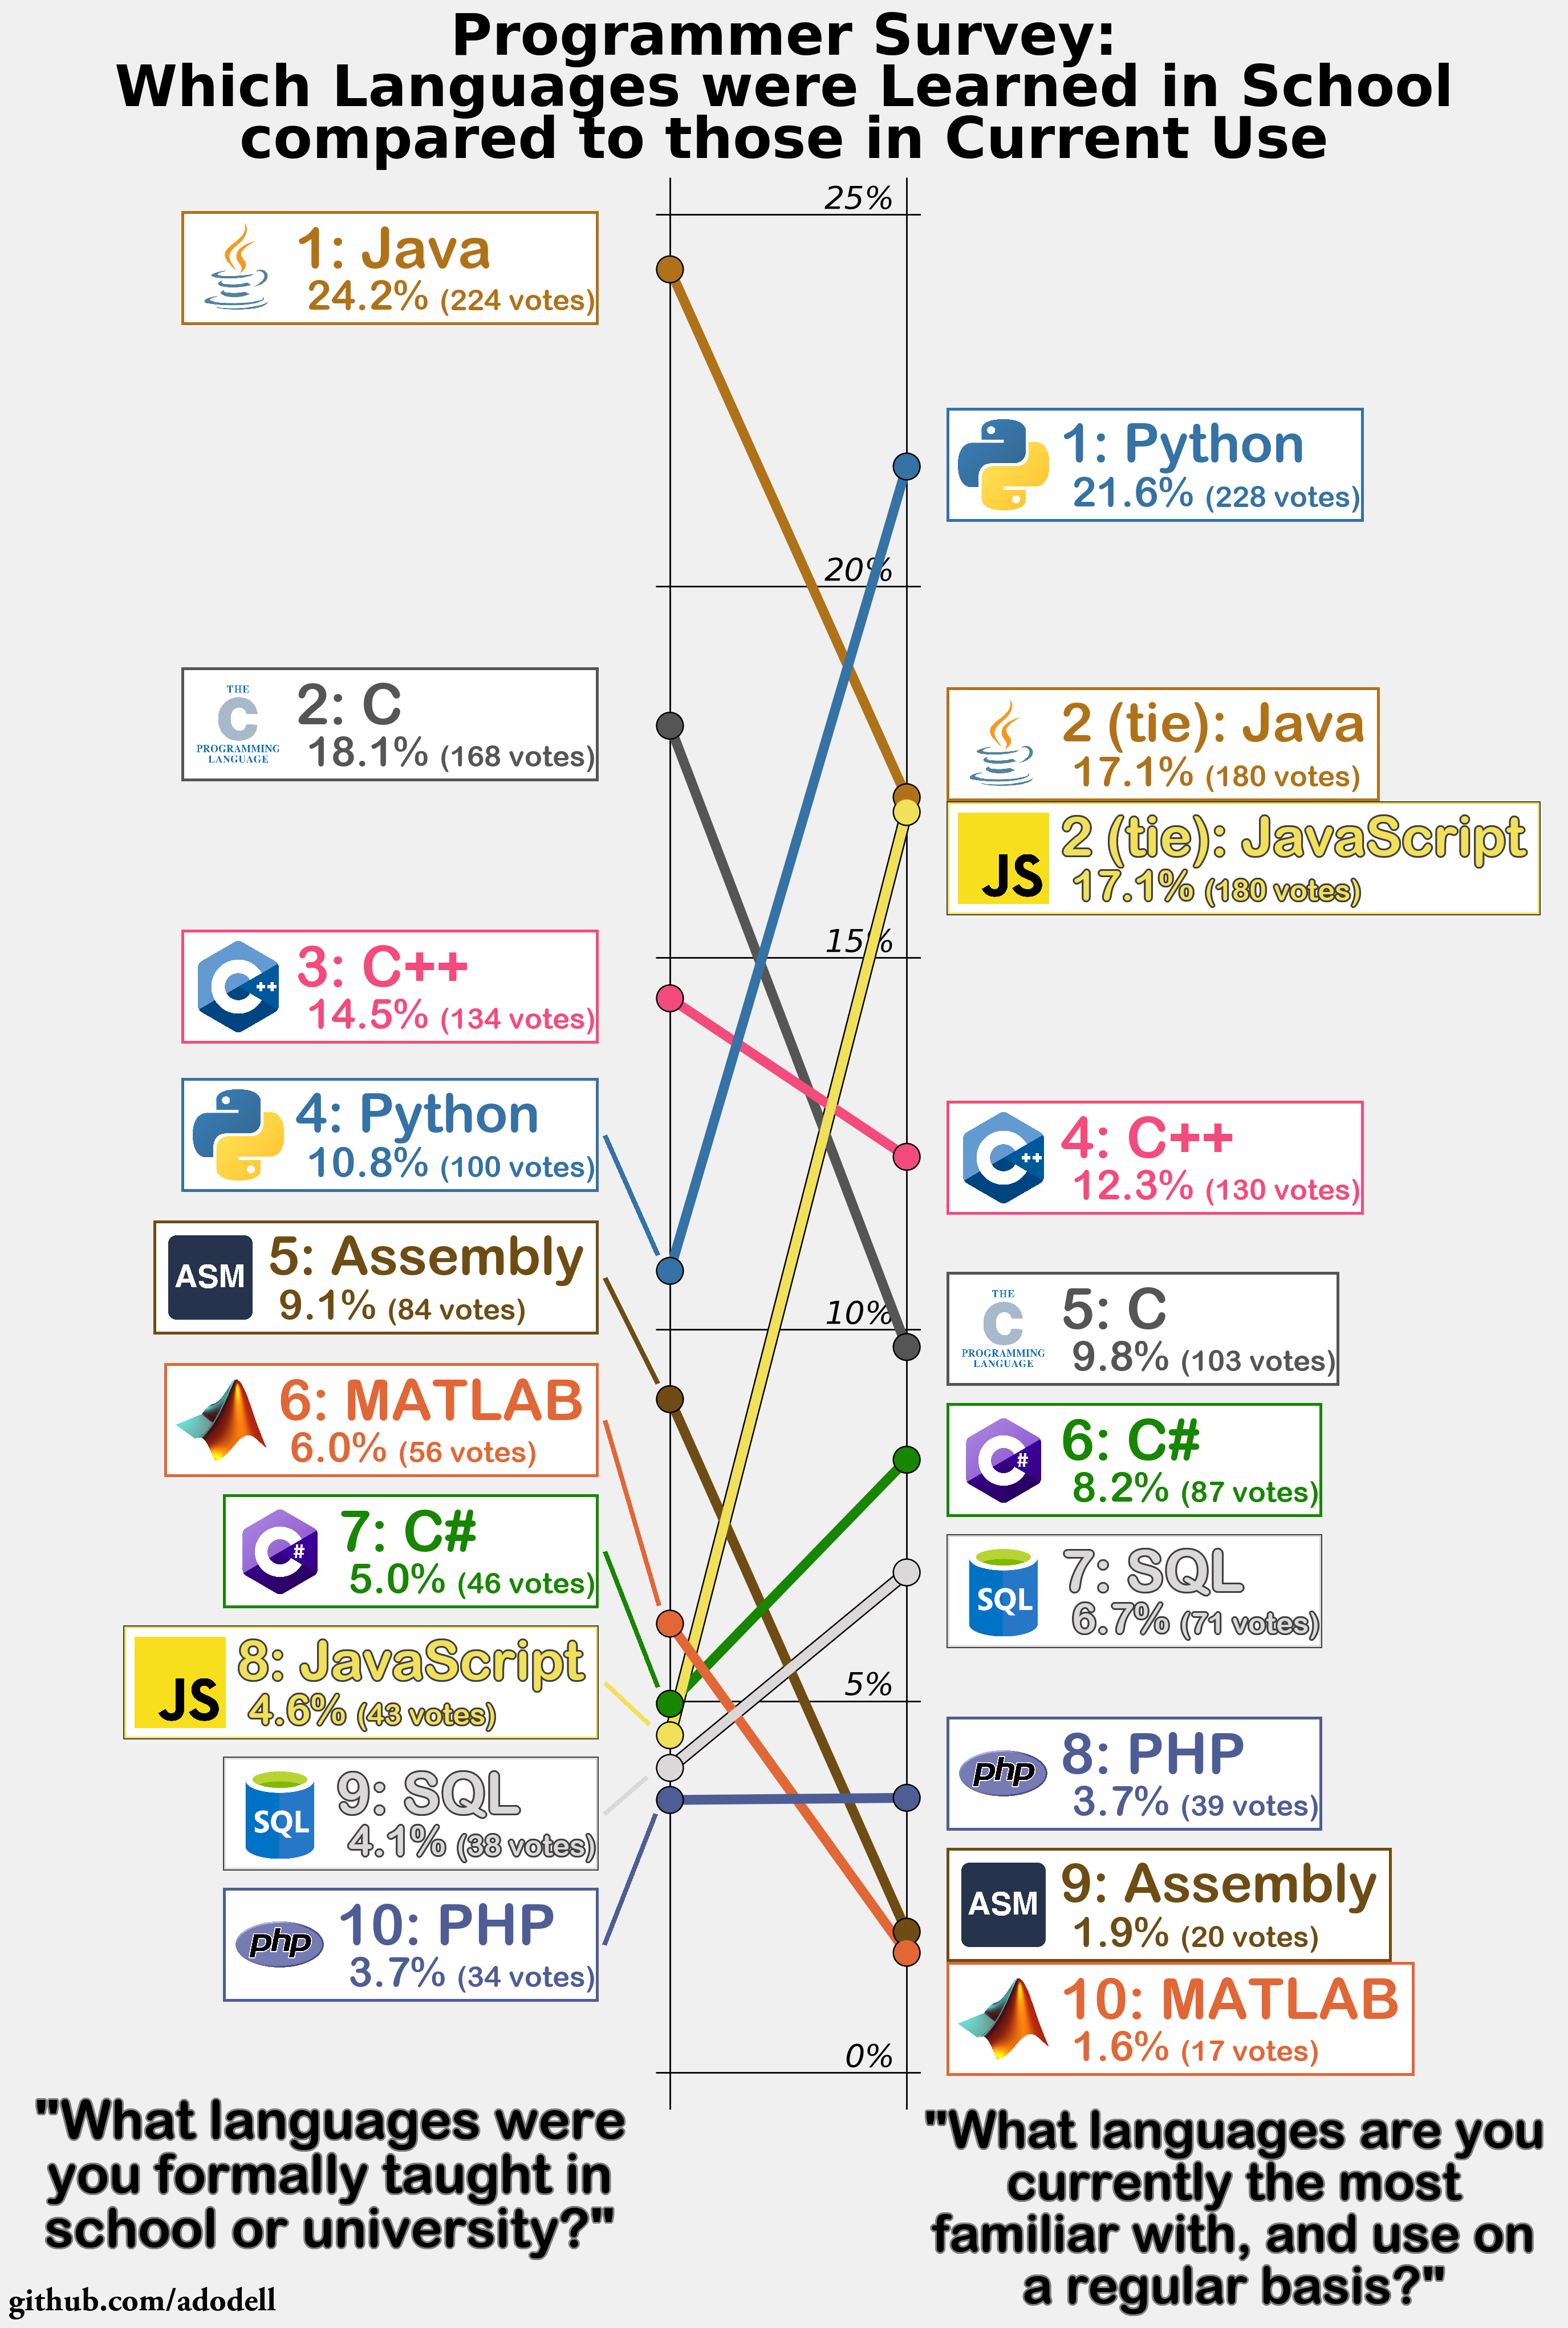 Programmer Survey:
Which Languages were Learned in School
compared to those in Current Use
25%
20%
15%
10%
5%
0%
1: Java
24.2% (224 votes)
THE
C
PROGRAMMING
LANGUAGE
2: C
18.1% (168 votes)
C++
3: C++
14.5% (134 votes)
4: Python
10.8% (100 votes)
ASM
5: Assembly
9.1% (84 votes)
6: MATLAB
6.0% (56 votes)
C#
7: C#
5.0% (46 votes)
JS
8: JavaScript
4.6% (43 votes)
SQL
9: SQL
4.1% (38 votes)
php
10: PHP
3.7% (34 votes)
1: Python
21.6% (228 votes)
2 (tie): Java
17.1% (180 votes)
JS
2 (tie): JavaScript
17.1% (180 votes)
C++
4: C++
12.3% (130 votes)
THE
C
PROGRAMMING
LANGUAGE
5: C
9.8% (103 votes)
C#
6: C#
8.2% (87 votes)
SQL
7: SQL
6.7% (71 votes)
php
8: PHP
3.7% (39 votes)
ASM
9: Assembly
1.9% (20 votes)
10: MATLAB
1.6% (17 votes)
"What languages were
you formally taught in
school or university?"
"What languages are you
currently the most
familiar with, and use on
a regular basis?"
github.com/adodell